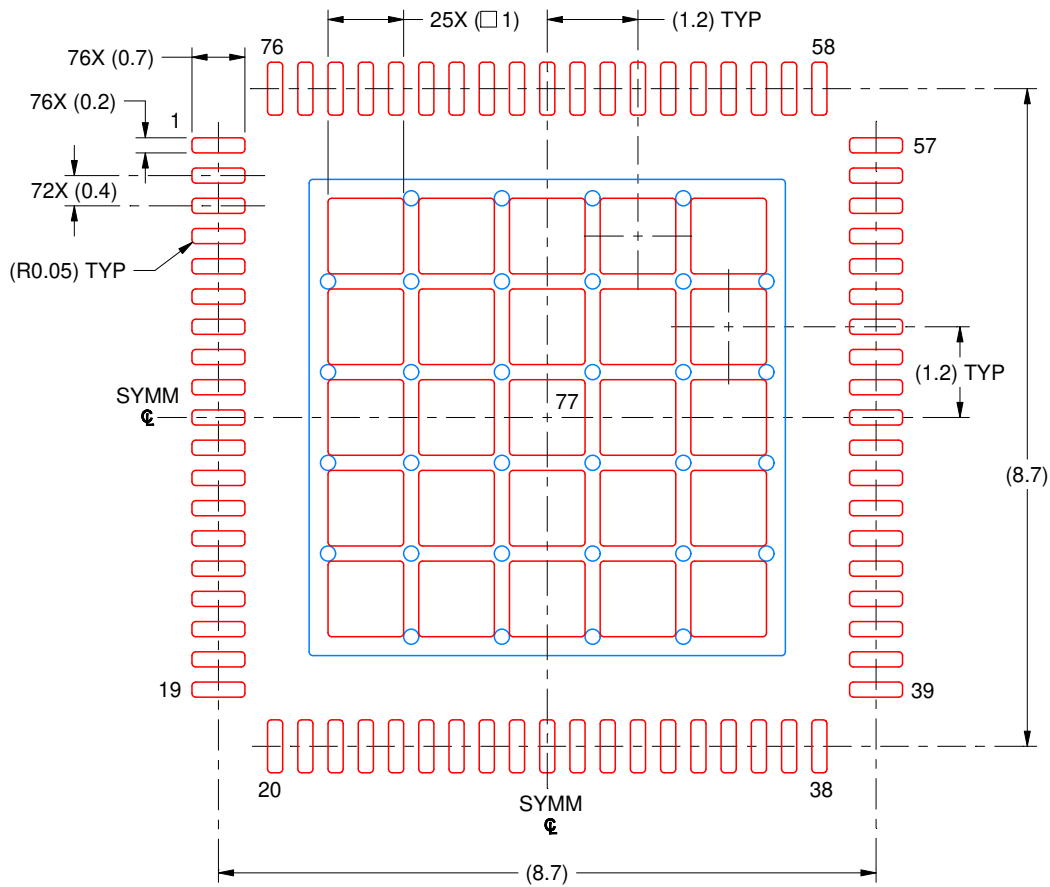 25X (□ 1)
(1.2) TYP
76X (0.7)
76
58
76X (0.2)
1
57
72X (0.4)
(R0.05) TYP
(1.2) TYP
SYMM
℄
77
(8.7)
19
39
20
38
SYMM
℄
(8.7)